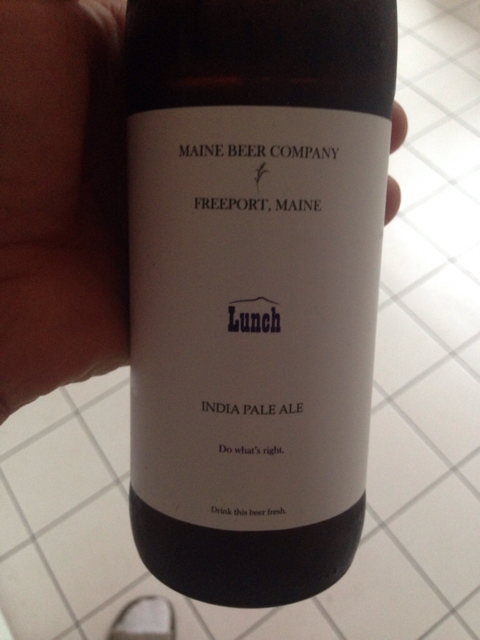 MAINE BEER COMPANY
FREEPORT, MAINE
Lunch
INDIA PALE ALE
Do what's right.
Drink this beer fresh.